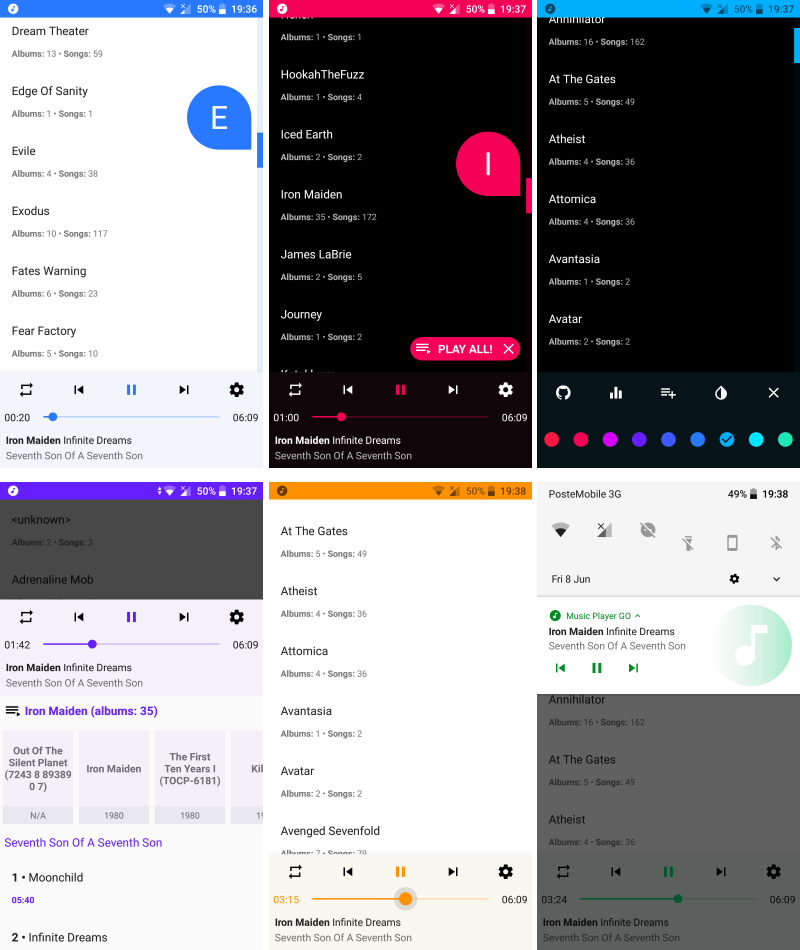 50% 19:36
Dream Theater
Albums: 13 • Songs: 59
Edge Of Sanity
Albums: 1 • Songs: 1
E
Evile
Albums: 4 • Songs: 38
Exodus
Albums: 10 • Songs: 117
Fates Warning
Albums: 6 • Songs: 23
Fear Factory
Albums: 5 • Songs: 10
00:20 06:09
Iron Maiden Infinite Dreams
Seventh Son Of A Seventh Son
50% 19:37
Albums: 1 • Songs: 1
HookahTheFuzz
Albums: 1 • Songs: 4
Iced Earth
Albums: 2 • Songs: 2
I
Iron Maiden
Albums: 35 • Songs: 172
James LaBrie
Albums: 2 • Songs: 5
Journey
Albums: 1 • Songs: 2
PLAY ALL!
01:00 06:09
Iron Maiden Infinite Dreams
Seventh Son Of A Seventh Son
50% 19:37
Annihilator
Albums: 16 • Songs: 162
At The Gates
Albums: 5 • Songs: 49
Atheist
Albums: 4 • Songs: 36
Attomica
Albums: 4 • Songs: 36
Avantasia
Albums: 1 • Songs: 2
Avatar
Albums: 2 • Songs: 2
50% 19:37
<unknown>
Albums: 2 • Songs: 3
Adrenaline Mob
01:42 06:09
Iron Maiden Infinite Dreams
Seventh Son Of A Seventh Son
Iron Maiden (albums: 35)
Out Of The
Silent Planet
(7243 8 89389
0 7)
N/A
Iron Maiden
1980
The First
Ten Years I
(TOCP-6181)
1980
Kil
19
Seventh Son Of A Seventh Son
1 • Moonchild
05:40
2 • Infinite Dreams
50% 19:38
At The Gates
Albums: 5 • Songs: 49
Atheist
Albums: 4 • Songs: 36
Attomica
Albums: 4 • Songs: 36
Avantasia
Albums: 1 • Songs: 2
Avatar
Albums: 2 • Songs: 2
Avenged Sevenfold
Albums: 7 • Songs: 79
03:15 06:09
Iron Maiden Infinite Dreams
Seventh Son Of A Seventh Son
PosteMobile 3G 49% 19:38
Fri 8 Jun
Music Player GO
Iron Maiden Infinite Dreams
Seventh Son Of A Seventh Son
Annihilator
Albums: 16 • Songs: 162
At The Gates
Albums: 5 • Songs: 49
Atheist
Albums: 4 • Songs: 36
03:24 06:09
Iron Maiden Infinite Dreams
Seventh Son Of A Seventh Son